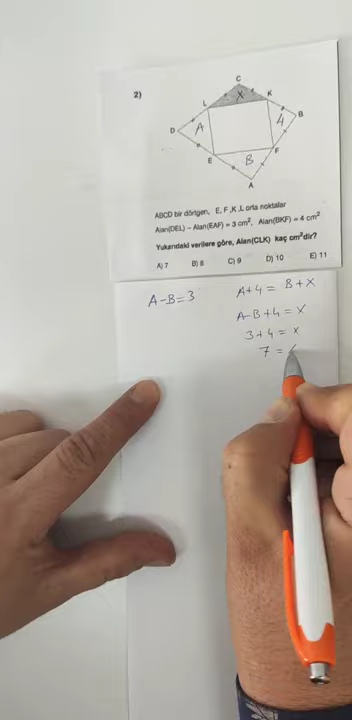 2)
C
X
L
K
4
B
D
A
E
F
B
A
ABCD bir dörtgen, E, F ,K ,L orta noktalar
Alan(DEL) – Alan(EAF) = 3 cm², Alan(BKF) = 4 cm²
Yukarıdaki verilere göre, Alan(CLK) kaç cm²dir?
A) 7 B) 8 C) 9 D) 10 E) 11
A-B=3
A+4 = B+X
A-B+4 = X
3+4 = X
7 =